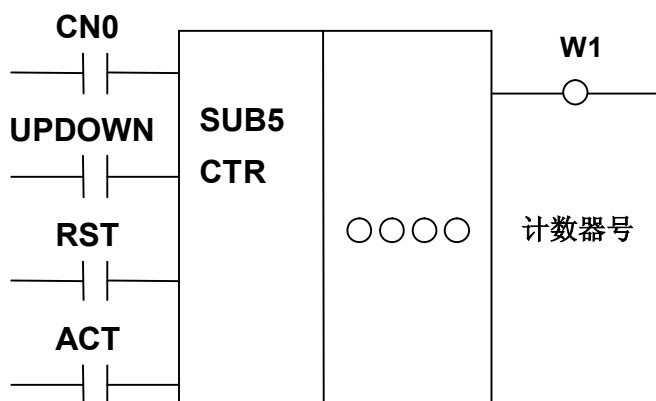 CN0
W1
UPDOWN
SUB5
CTR
RST
计数器号
ACT